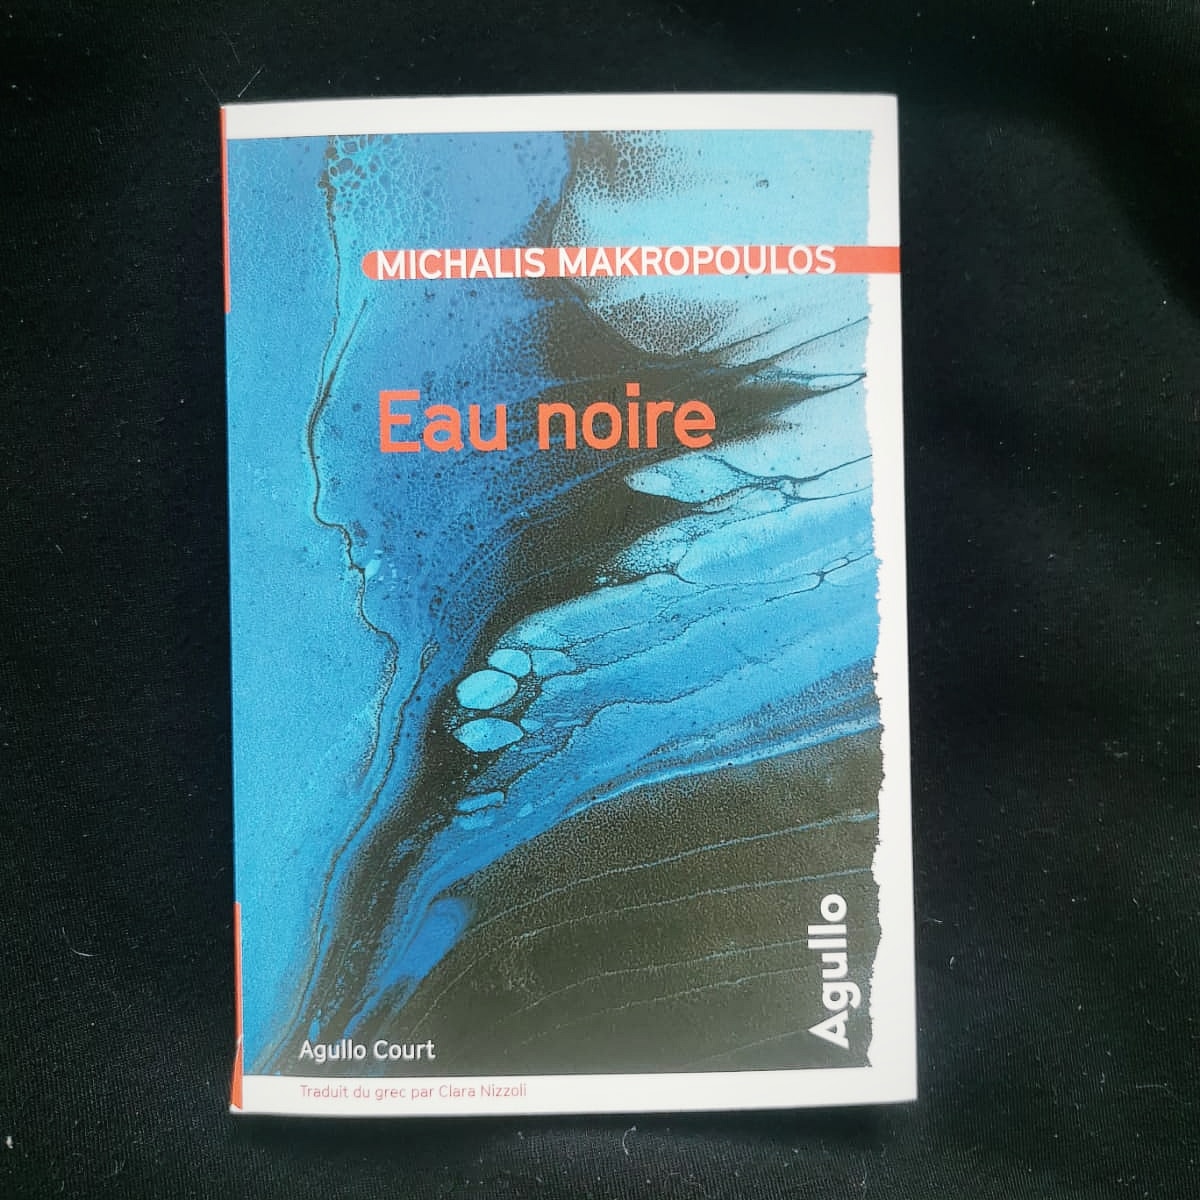 MICHALIS MAKROPOULOS
Eau noire
Agullo
Agullo Court
Traduit du grec par Clara Nizzoli